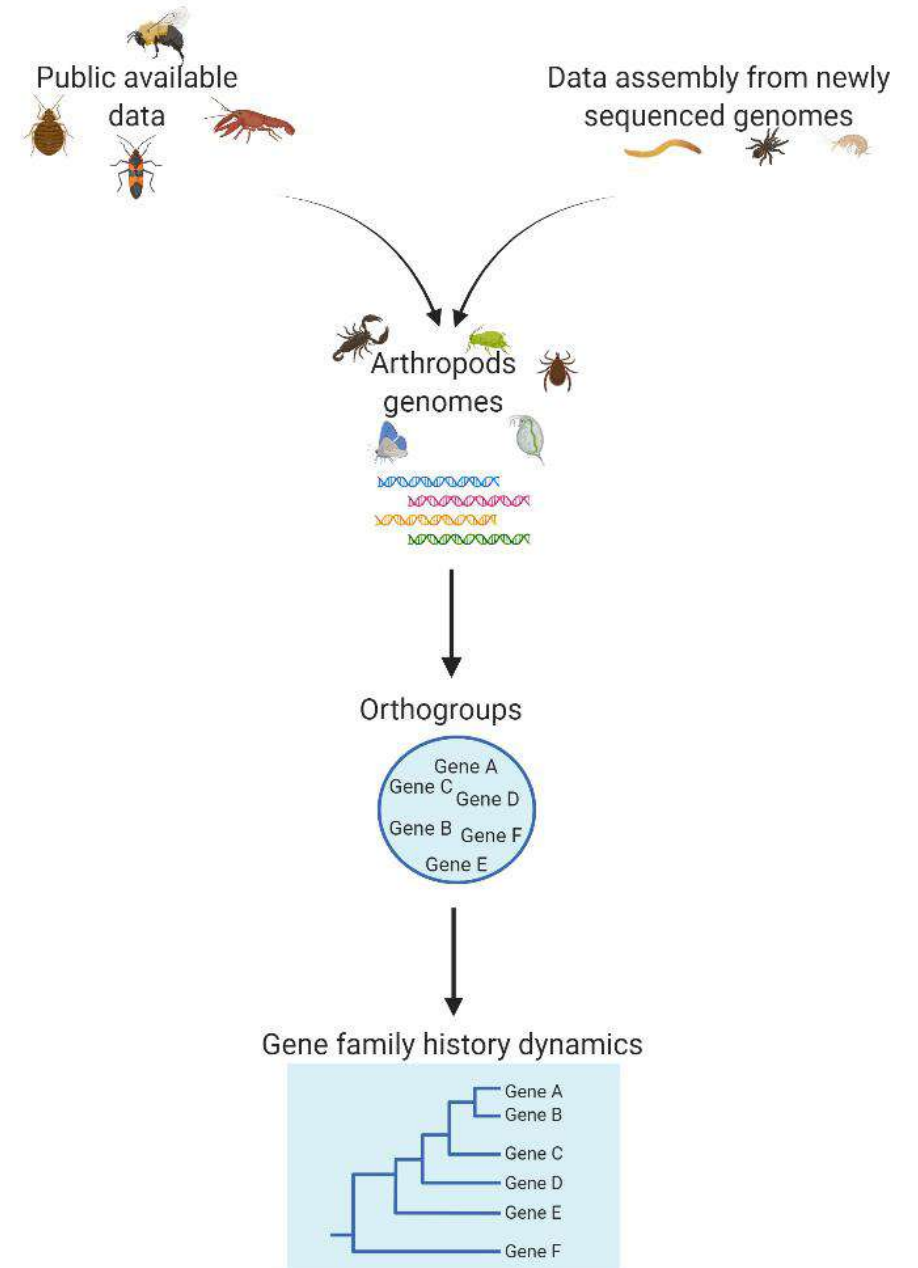 Public available
data
Data assembly from newly
sequenced genomes
Arthropods
genomes
Orthogroups
Gene A
Gene C
Gene D
Gene B
Gene F
Gene E
Gene family history dynamics
Gene A
Gene B
Gene C
Gene D
Gene E
Gene F